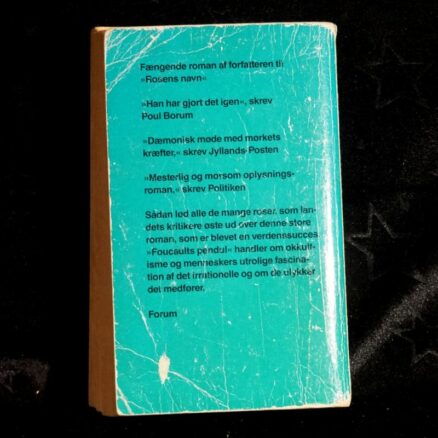 Fængende roman af forfatteren til
»Rosens navn«
»Han har gjort det igen«, skrev
Poul Borum
»Dæmonisk møde med mørkets
kræfter,« skrev Jyllands-Posten
»Mesterlig og morsom oplysnings-
roman,« skrev Politiken
Sådan lød alle de mange roser, som lan-
dets kritikere øste ud over denne store
roman, som er blevet en verdenssucces.
»Foucaults pendul« handler om okkult-
isme og menneskers utrolige fascina-
tion af det irrationelle og om de ulykker
det medfører.
Forum